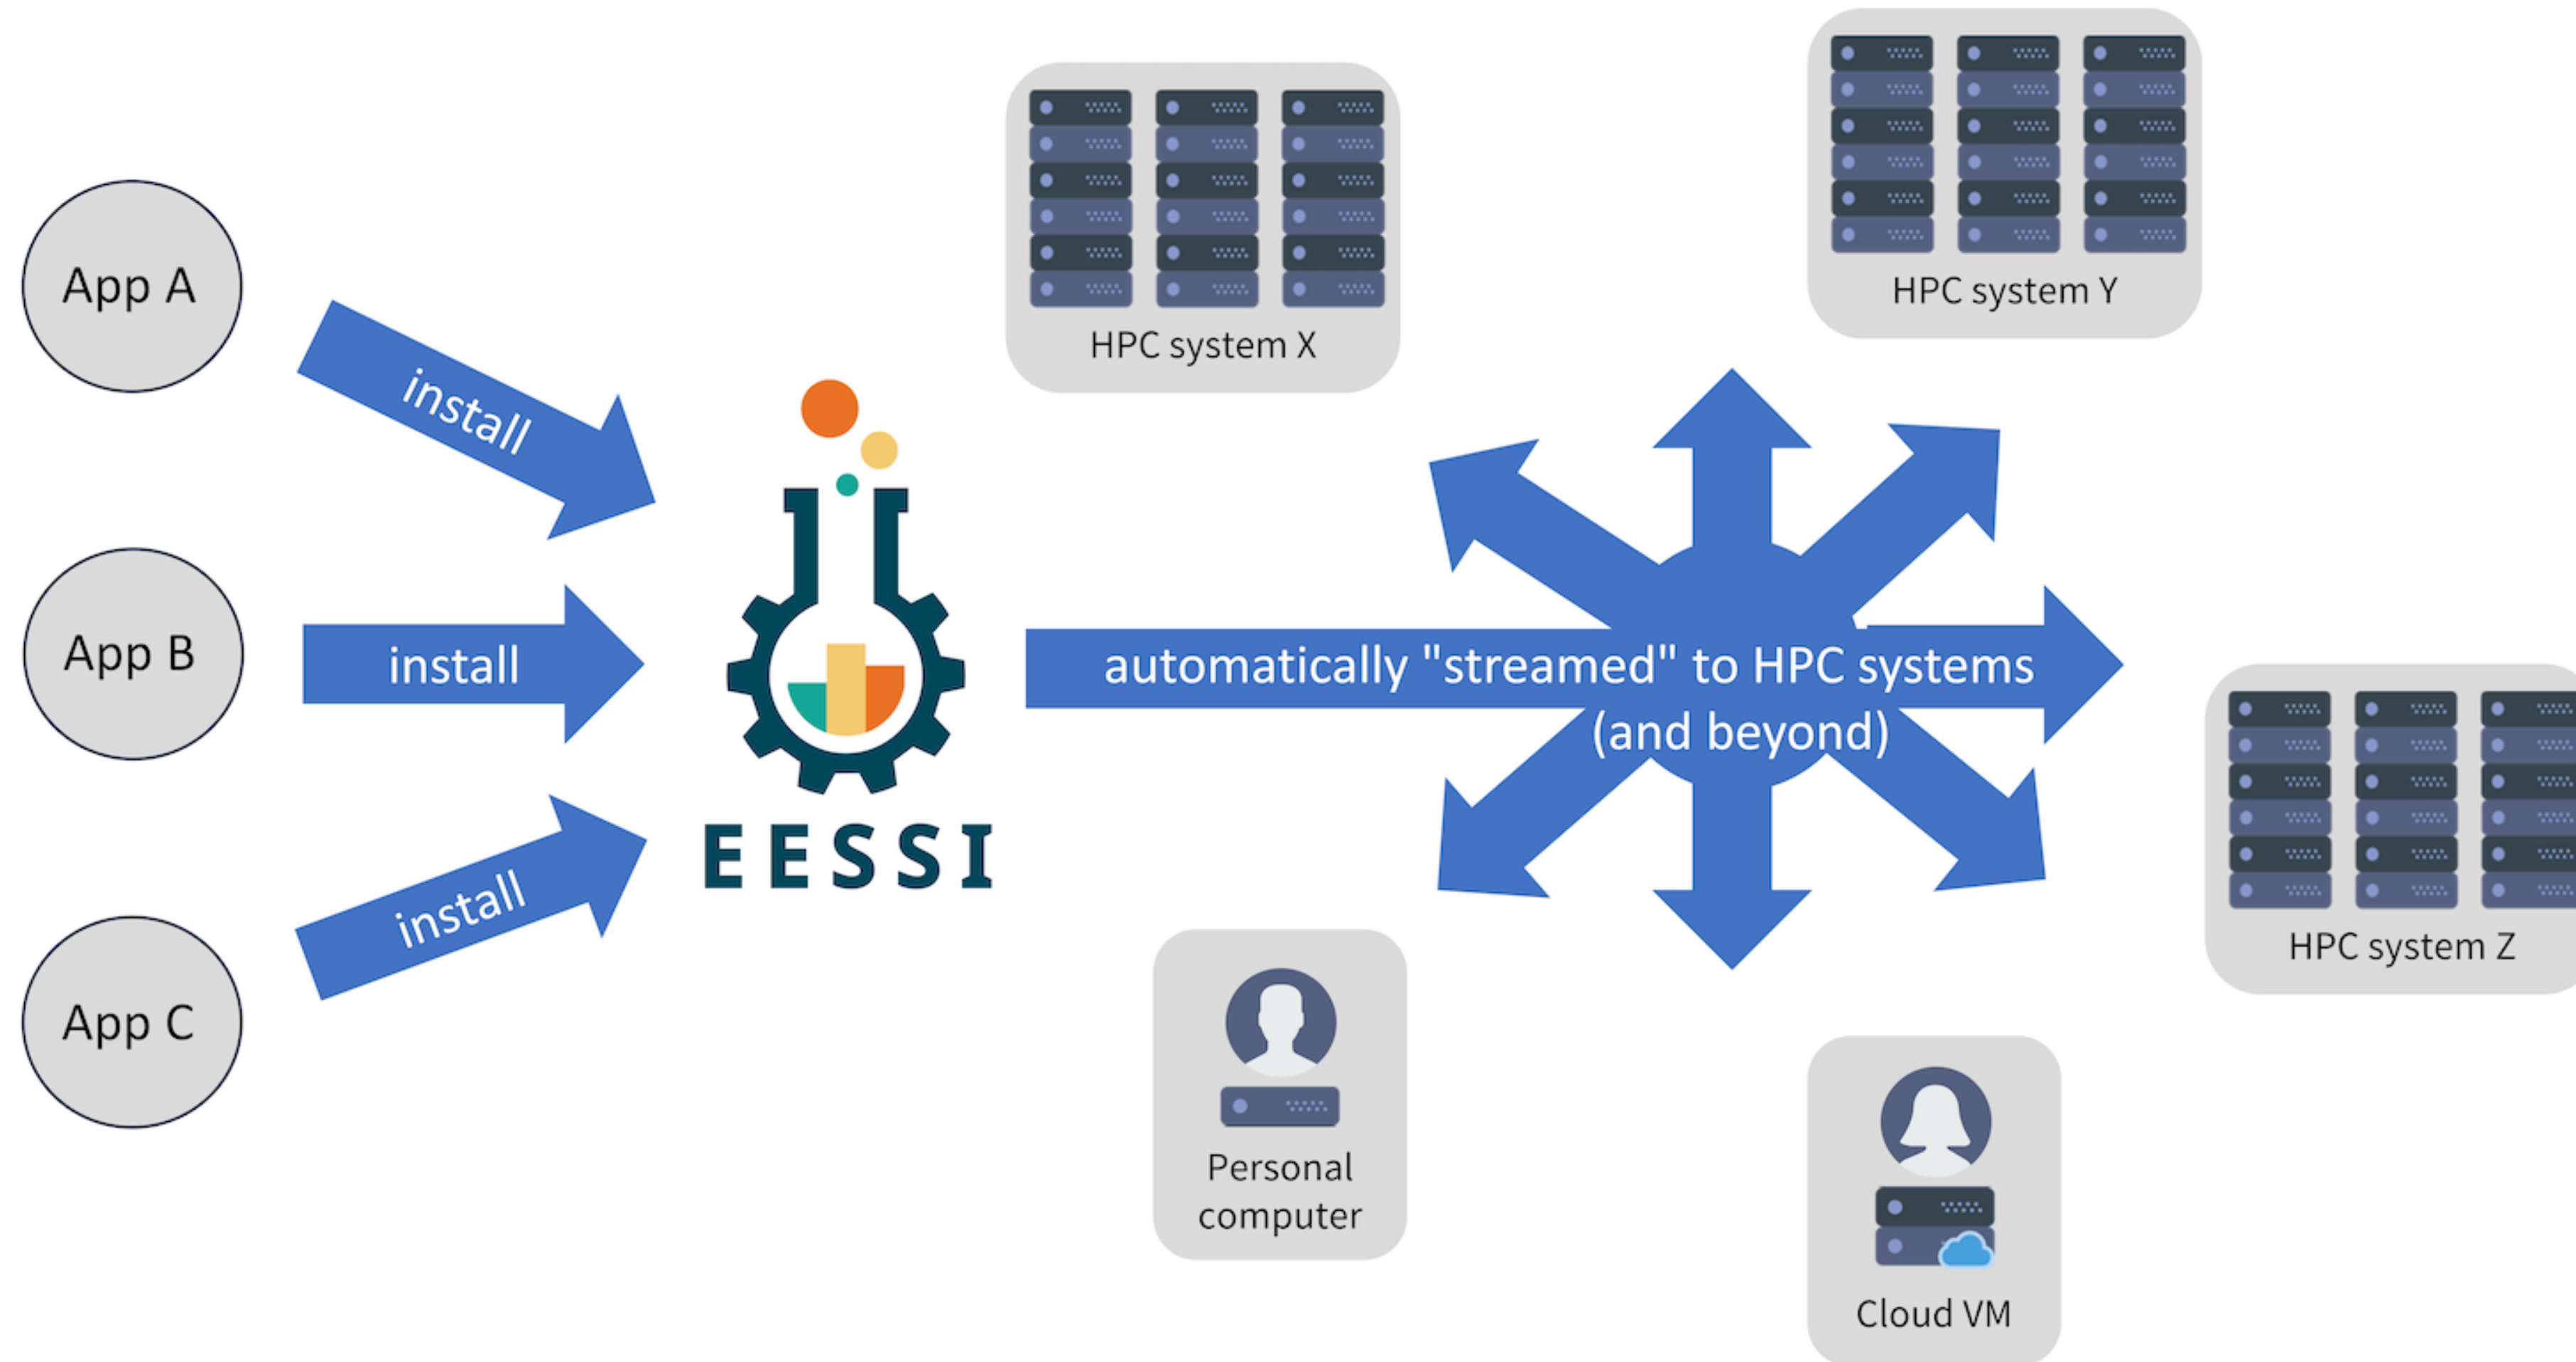 App A
install
App B
install
App C
install
EESSI
automatically "streamed" to HPC systems
(and beyond)
HPC system X
HPC system Y
HPC system Z
Personal
computer
Cloud VM